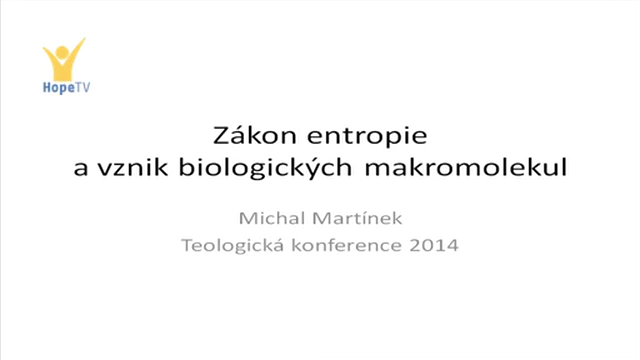 HopeTV
Zákon entropie
a vznik biologických makromolekul
Michal Martínek
Teologická konference 2014